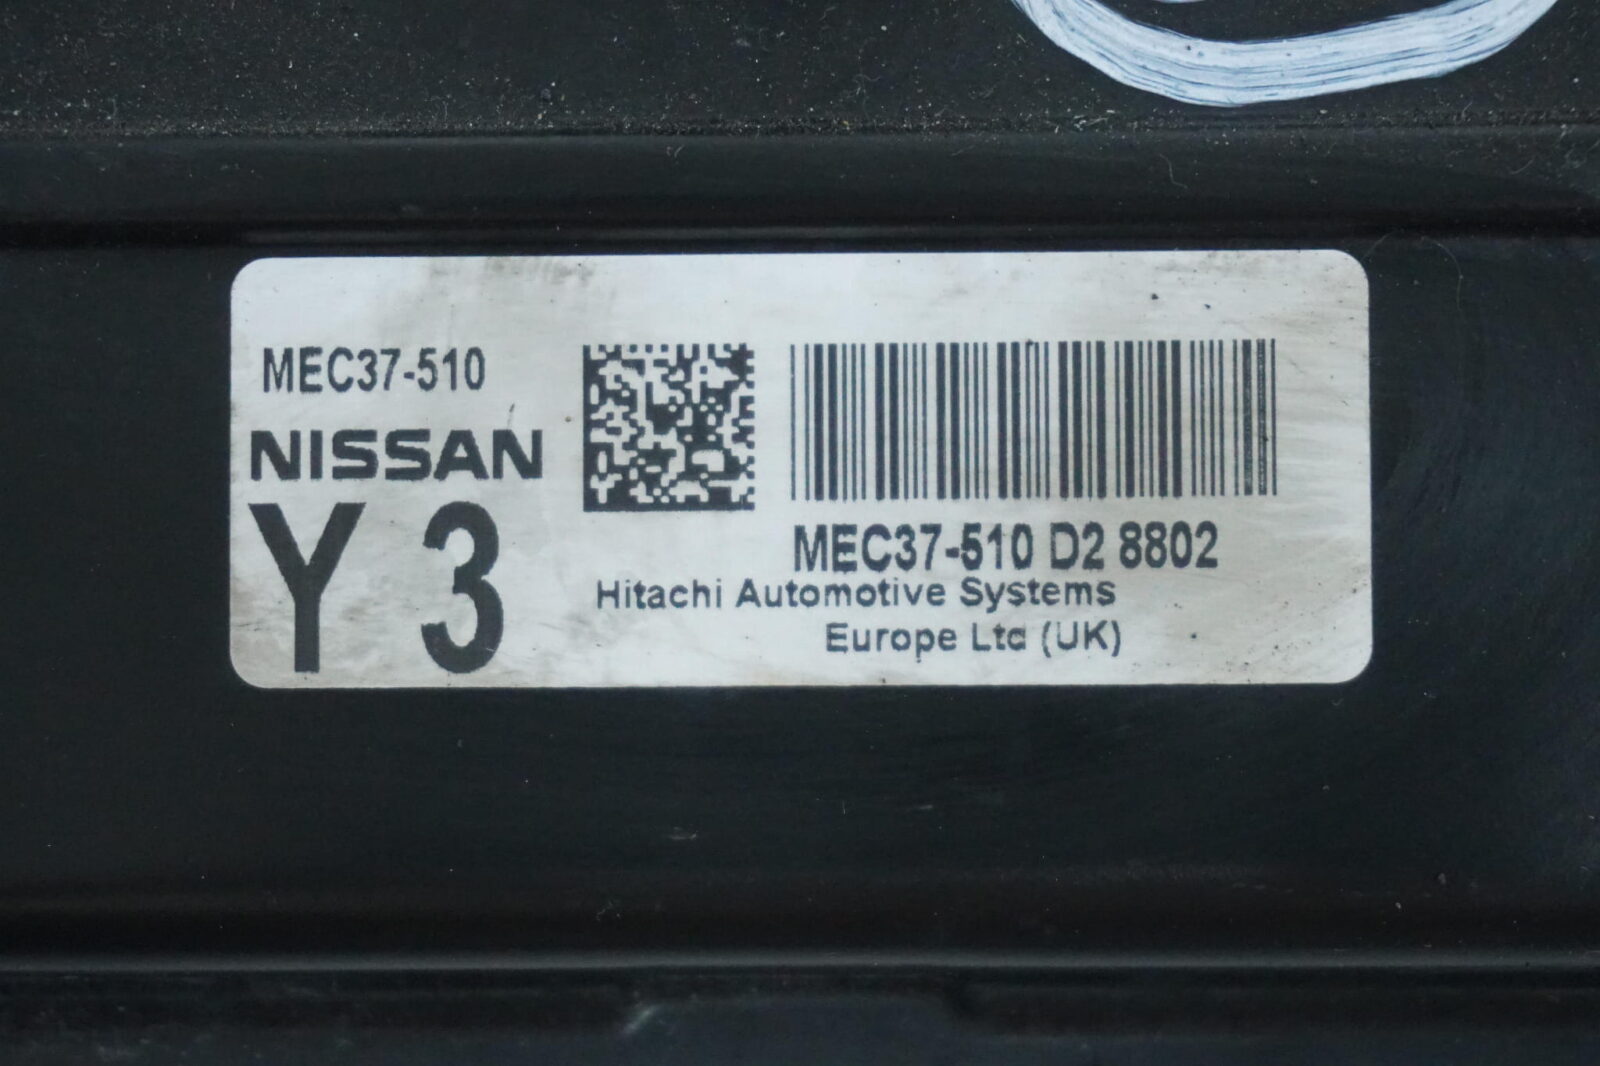 MEC37-510
NISSAN
Y 3
MEC37-510 D2 8802
Hitachi Automotive Systems
Europe Ltd (UK)